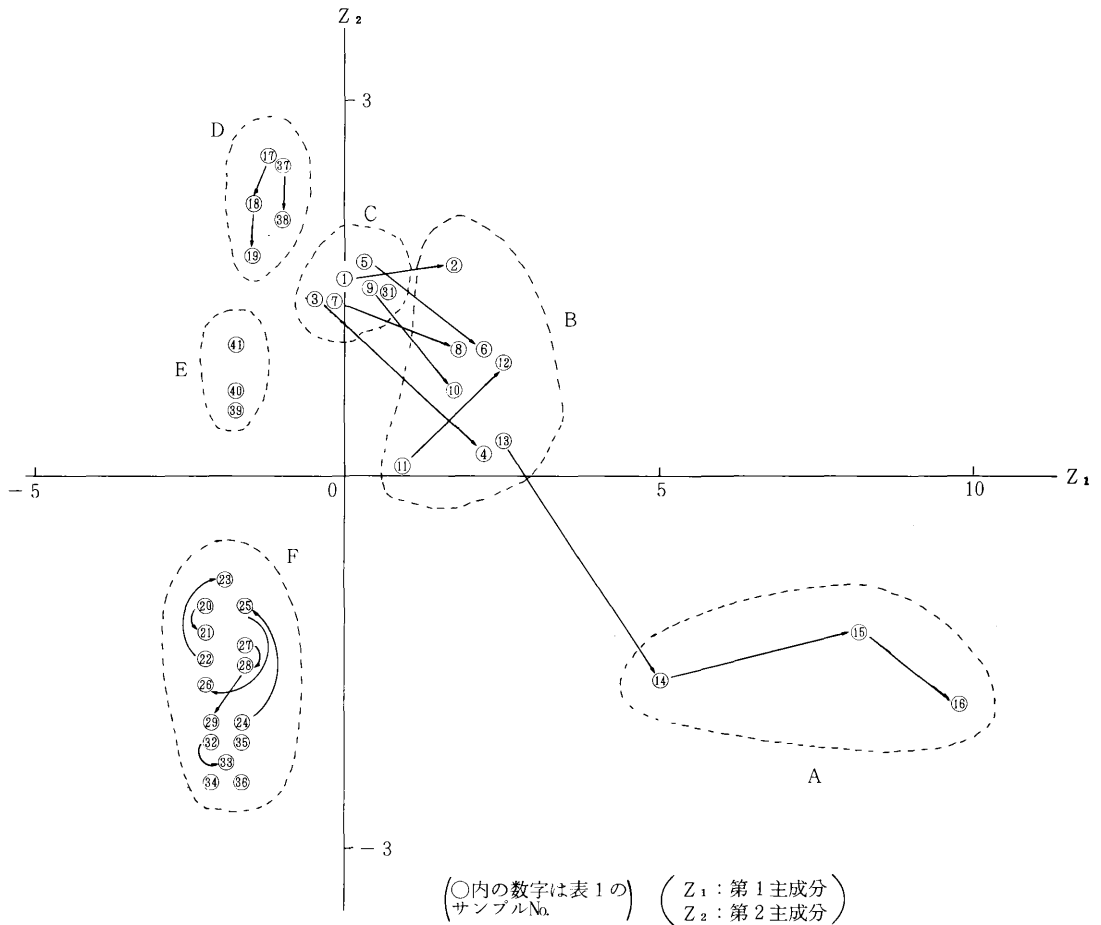 Z₂
3
D
⑰ ㊲
⑱ ㊳
⑲
C
⑤ ②
①
⑨ ㉛
③ ⑦
B
⑧ ⑥
⑫
⑩
E
㊶
㊵
㊴
⑬
④
⑪
-5 0 5 10 Z₁
F
㉓
⑳ ㉕
㉑
㉗
㉒ ㉘
㉖
㉙ ㉔
㉜ ㉟
㉝
㉞ ㊱
⑮
⑭
⑯
A
-3
(○内の数字は表1の
サンプルNo.)
(Z₁:第1主成分
Z₂:第2主成分)